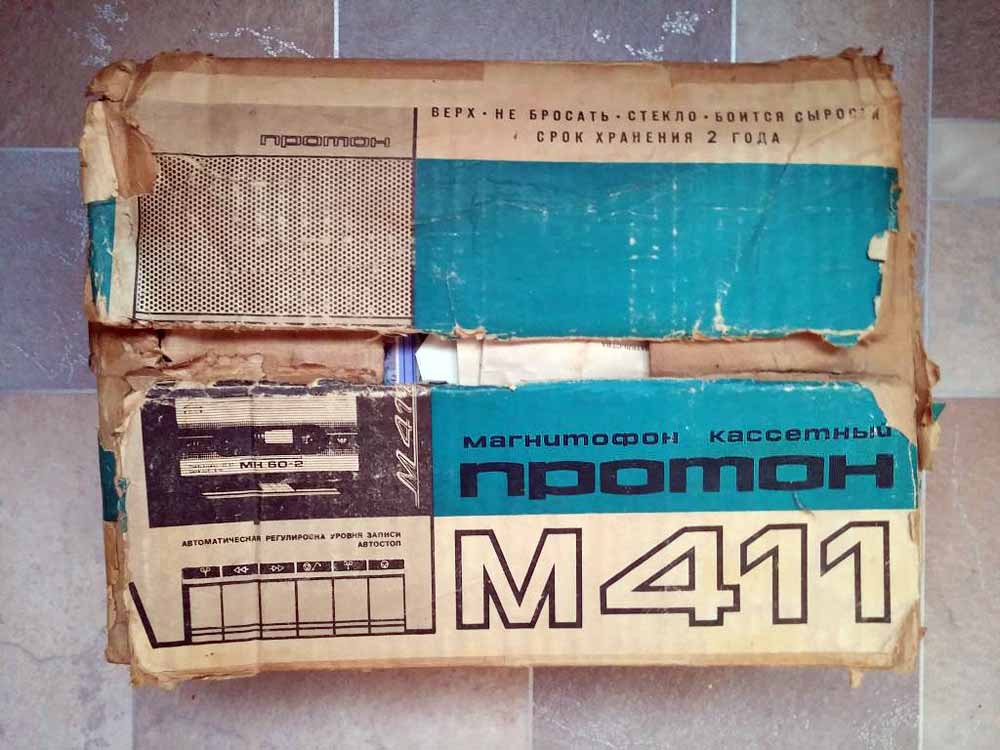 протон
ВЕРХ · НЕ БРОСАТЬ · СТЕКЛО · БОИТСЯ СЫРОСТИ
СРОК ХРАНЕНИЯ 2 ГОДА
М 411
МК 60-2
магнитофон кассетный
протон
АВТОМАТИЧЕСКАЯ РЕГУЛИРОВКА УРОВНЯ ЗАПИСИ
АВТОСТОП
М 411